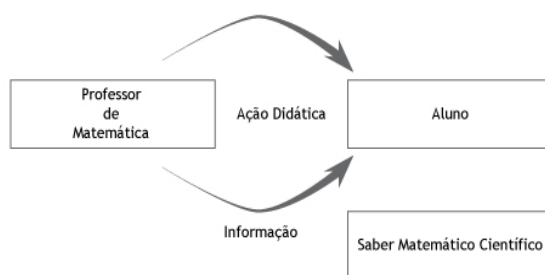 Professor
de
Matemática
Ação Didática
Aluno
Informação
Saber Matemático Científico